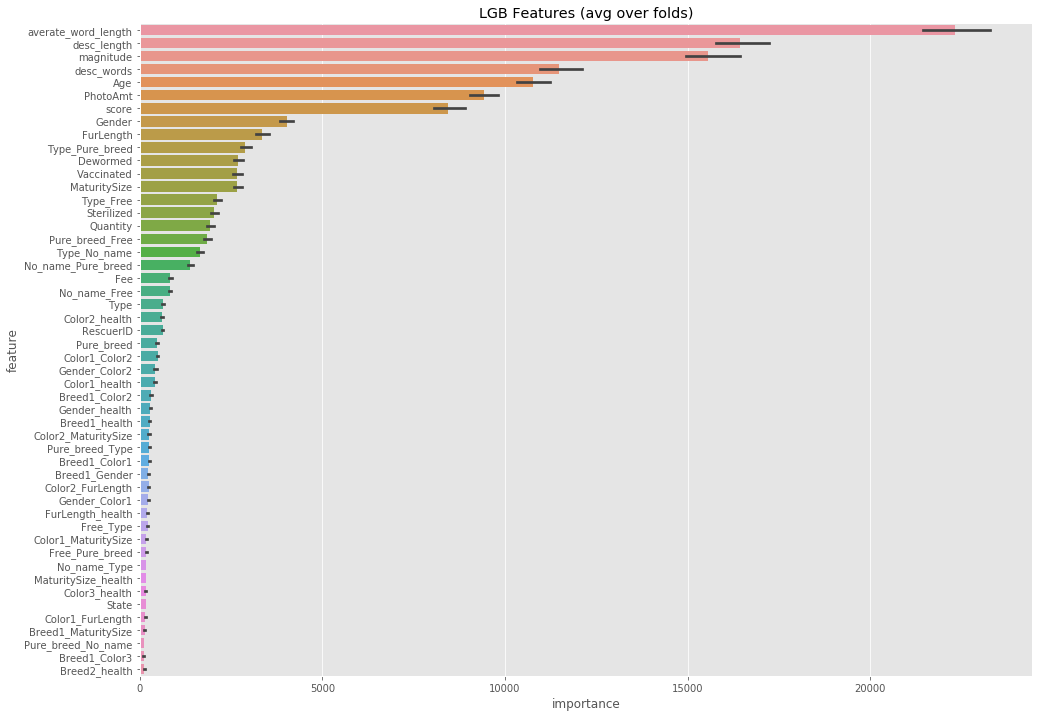 LGB Features (avg over folds)
averate_word_length
desc_length
magnitude
desc_words
Age
PhotoAmt
score
Gender
FurLength
Type_Pure_breed
Dewormed
Vaccinated
MaturitySize
Type_Free
Sterilized
Quantity
Pure_breed_Free
Type_No_name
No_name_Pure_breed
Fee
No_name_Free
Type
Color2_health
RescuerID
Pure_breed
Color1_Color2
Gender_Color2
Color1_health
Breed1_Color2
Gender_health
Breed1_health
Color2_MaturitySize
Pure_breed_Type
Breed1_Color1
Breed1_Gender
Color2_FurLength
Gender_Color1
FurLength_health
Free_Type
Color1_MaturitySize
Free_Pure_breed
No_name_Type
MaturitySize_health
Color3_health
State
Color1_FurLength
Breed1_MaturitySize
Pure_breed_No_name
Breed1_Color3
Breed2_health
feature
0 5000 10000 15000 20000
importance